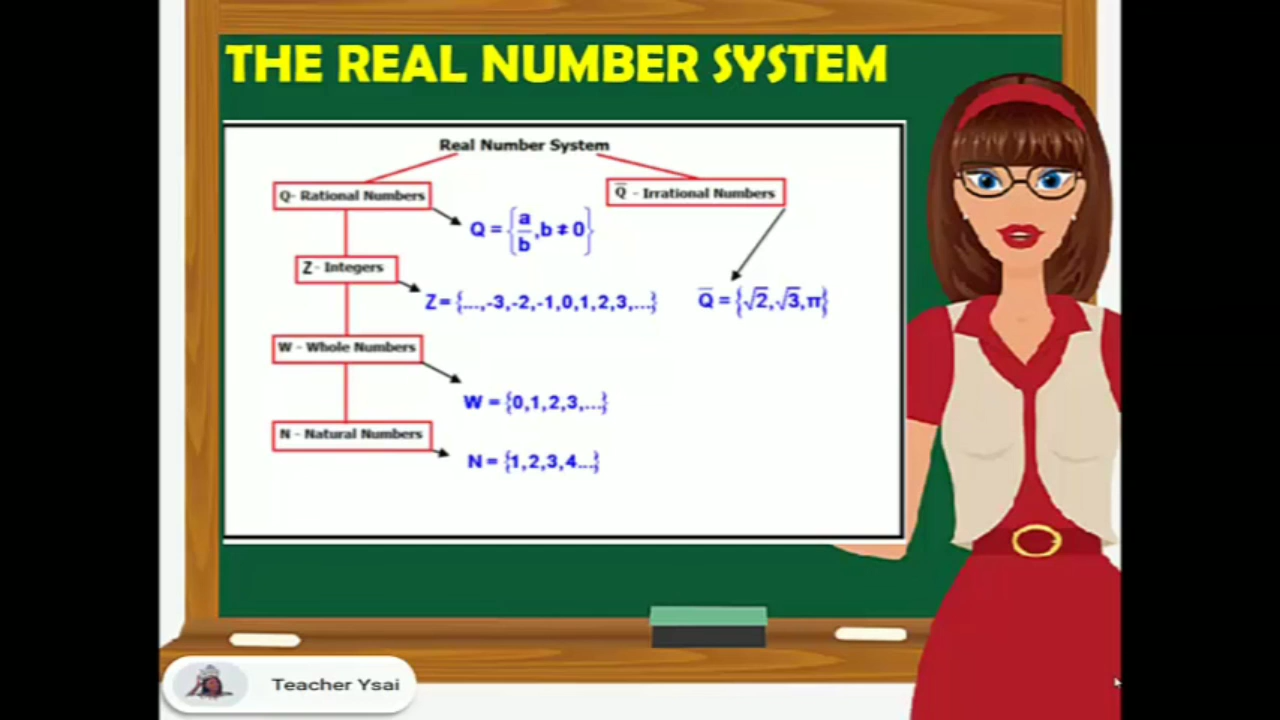 THE REAL NUMBER SYSTEM
Real Number System
Q- Rational Numbers
Q̅ - Irrational Numbers
Q = {a/b, b ≠ 0}
Z - Integers
Z = {...,-3,-2,-1,0,1,2,3,...}
Q̅ = {√2,√3,π}
W - Whole Numbers
W = {0,1,2,3,...}
N - Natural Numbers
N = {1,2,3,4...}
Teacher Ysai